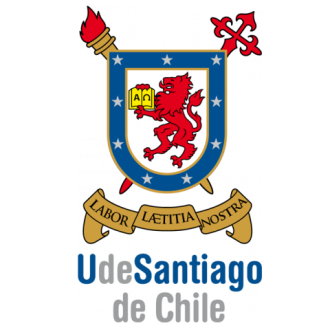 Α Ω
LABOR LÆTITIA NOSTRA
UdeSantiago
de Chile